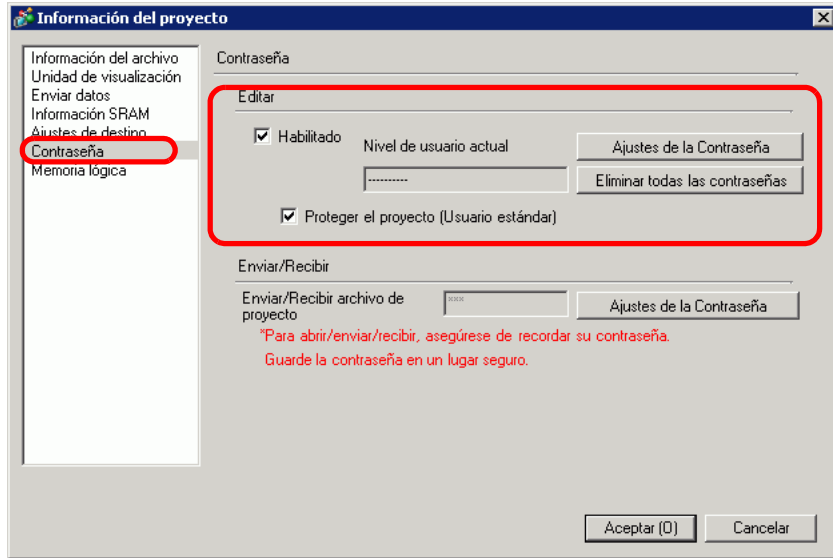 Información del proyecto
Información del archivo
Unidad de visualización
Enviar datos
Información SRAM
Ajustes de destino
Contraseña
Memoria lógica
Contraseña
Editar
Habilitado
Nivel de usuario actual
Ajustes de la Contraseña
----------
Eliminar todas las contraseñas
Proteger el proyecto (Usuario estándar)
Enviar/Recibir
Enviar/Recibir archivo de
proyecto
***
Ajustes de la Contraseña
*Para abrir/enviar/recibir, asegúrese de recordar su contraseña.
Guarde la contraseña en un lugar seguro.
Aceptar (O)
Cancelar